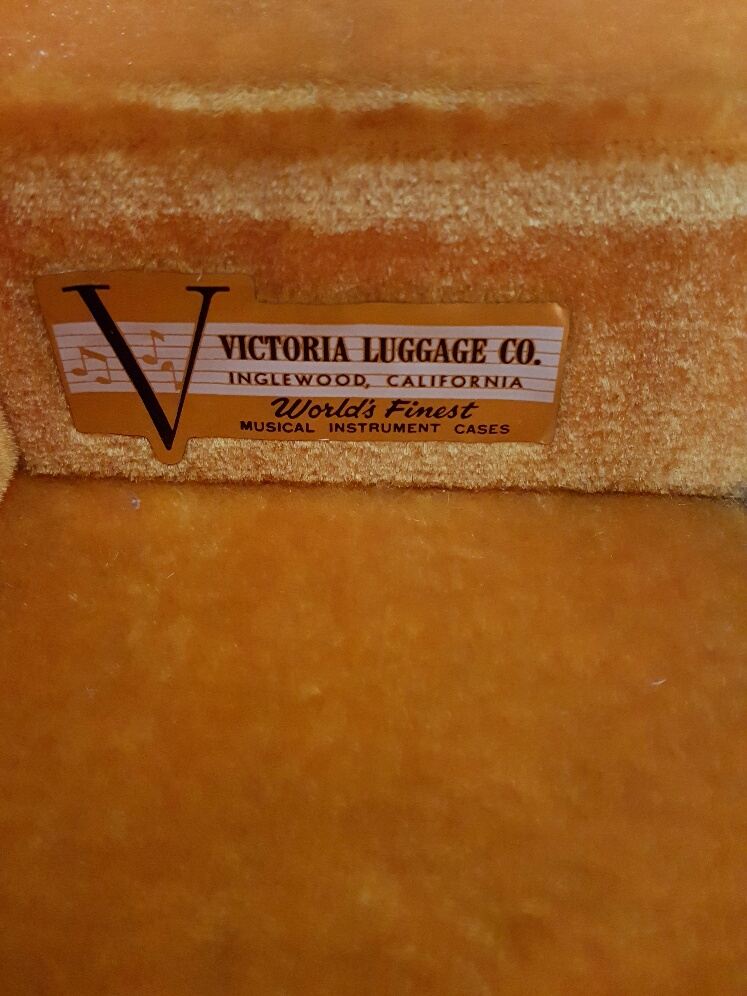 V
VICTORIA LUGGAGE CO.
INGLEWOOD, CALIFORNIA
World's Finest
MUSICAL INSTRUMENT CASES